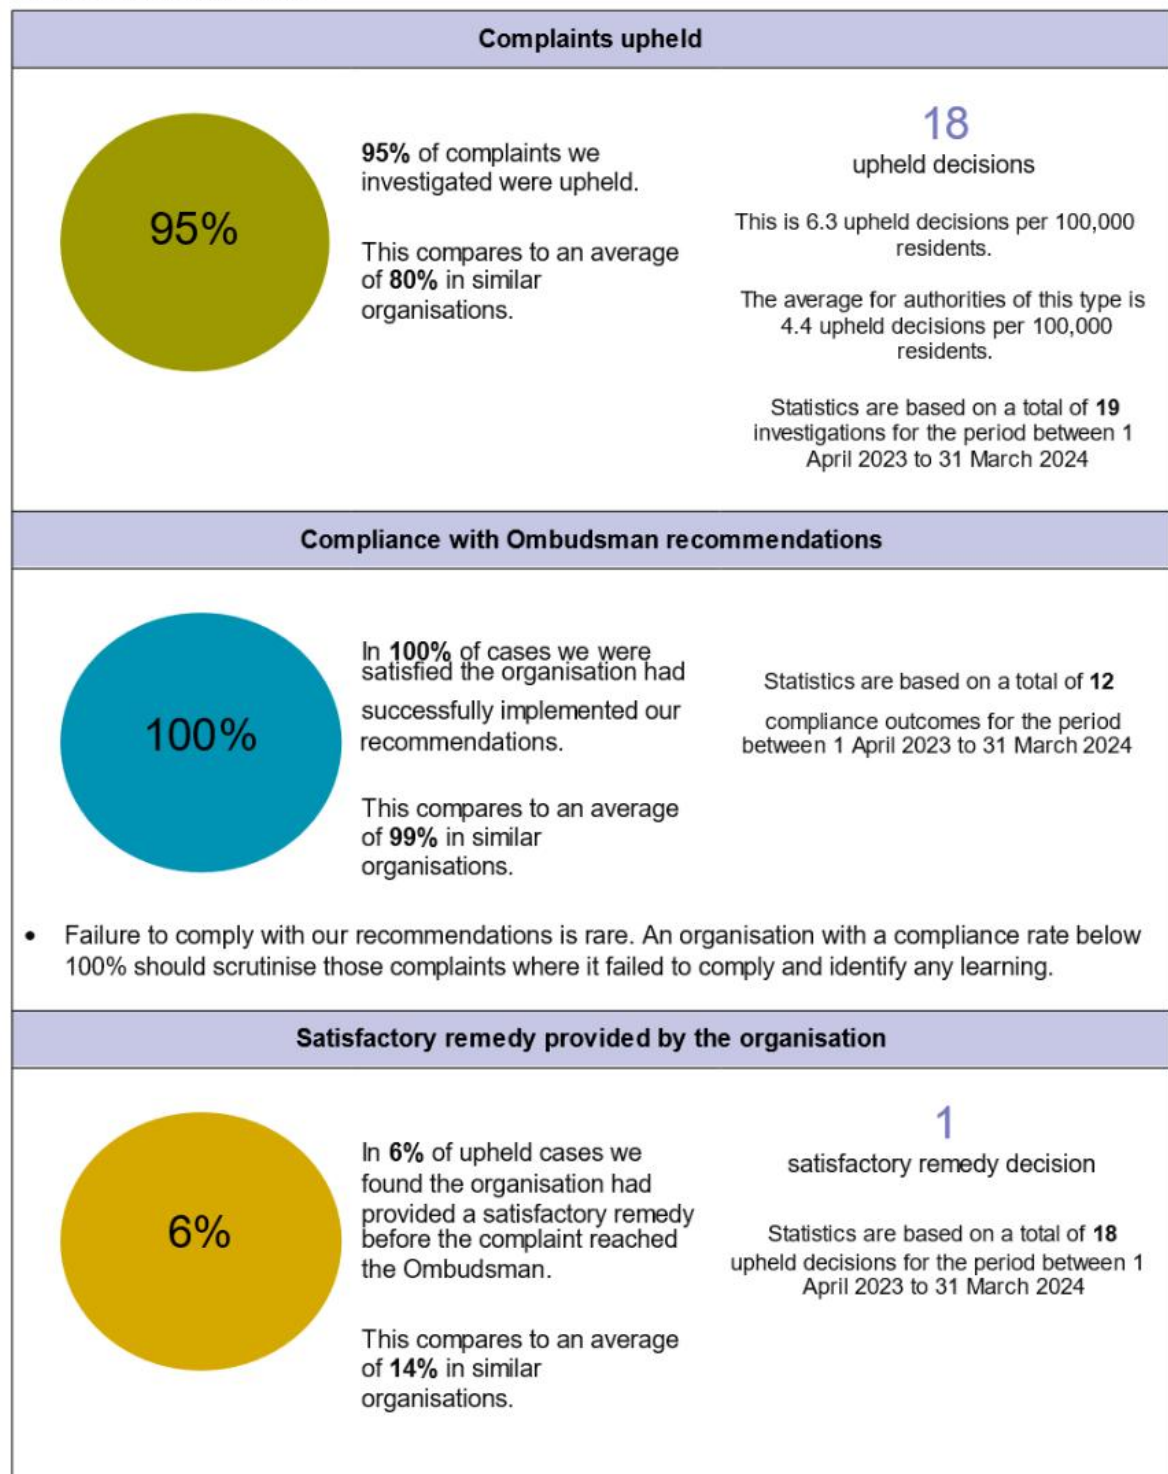 Complaints upheld
95%
95% of complaints we
investigated were upheld.
This compares to an average
of 80% in similar
organisations.
18
upheld decisions
This is 6.3 upheld decisions per 100,000
residents.
The average for authorities of this type is
4.4 upheld decisions per 100,000
residents.
Statistics are based on a total of 19
investigations for the period between 1
April 2023 to 31 March 2024
Compliance with Ombudsman recommendations
100%
In 100% of cases we were
satisfied the organisation had
successfully implemented our
recommendations.
This compares to an average
of 99% in similar
organisations.
Statistics are based on a total of 12
compliance outcomes for the period
between 1 April 2023 to 31 March 2024
• Failure to comply with our recommendations is rare. An organisation with a compliance rate below
100% should scrutinise those complaints where it failed to comply and identify any learning.
Satisfactory remedy provided by the organisation
6%
In 6% of upheld cases we
found the organisation had
provided a satisfactory remedy
before the complaint reached
the Ombudsman.
This compares to an average
of 14% in similar
organisations.
1
satisfactory remedy decision
Statistics are based on a total of 18
upheld decisions for the period between 1
April 2023 to 31 March 2024